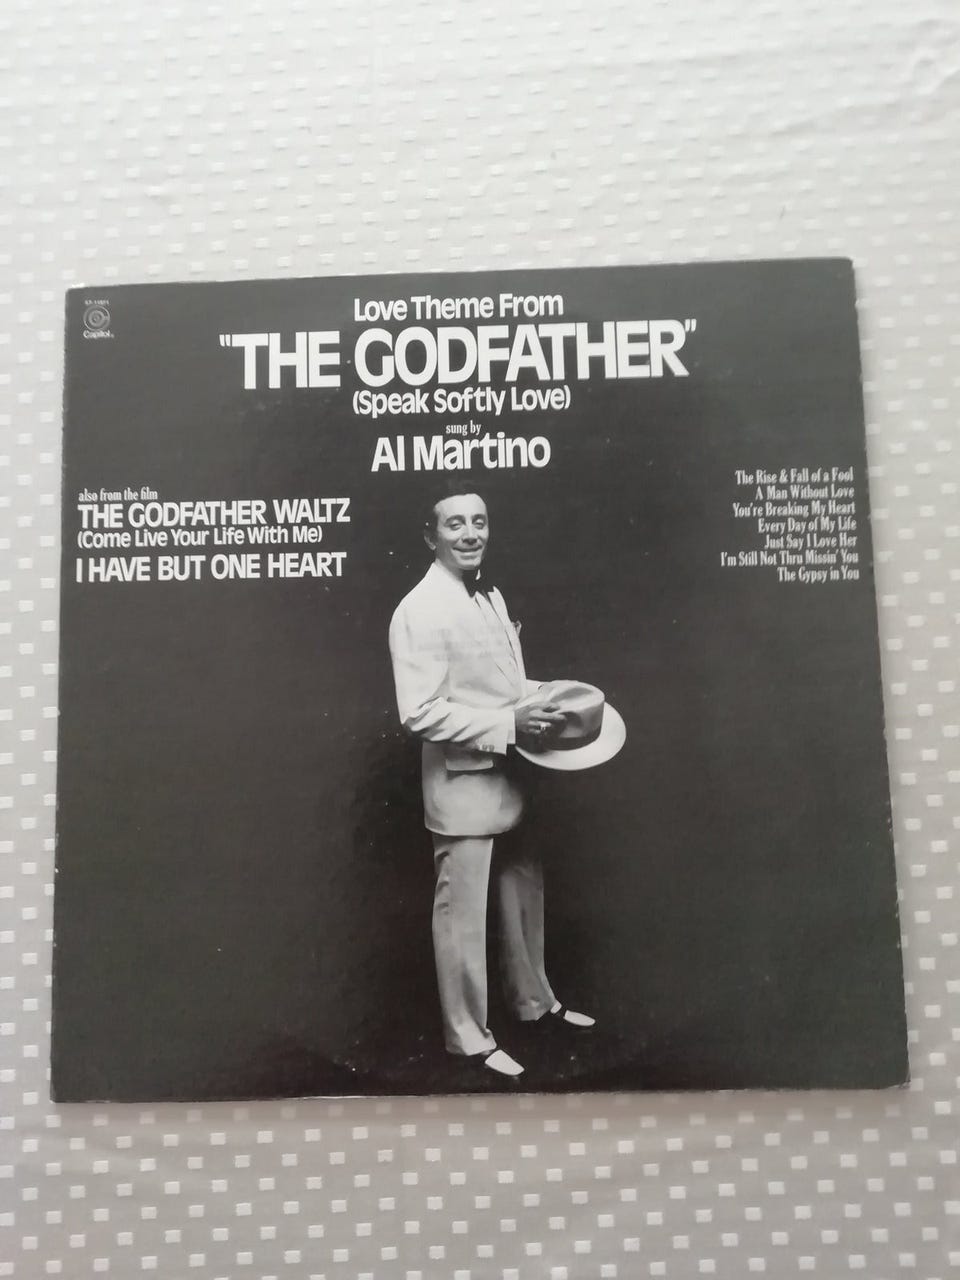 Capitol
Love Theme From
"THE GODFATHER"
(Speak Softly Love)
sung by
Al Martino
also from the film
THE GODFATHER WALTZ
(Come Live Your Life With Me)
I HAVE BUT ONE HEART
The Rise & Fall of a Fool
A Man Without Love
You're Breaking My Heart
Every Day of My Life
Just Say I Love Her
I'm Still Not Thru Missin' You
The Gypsy in You